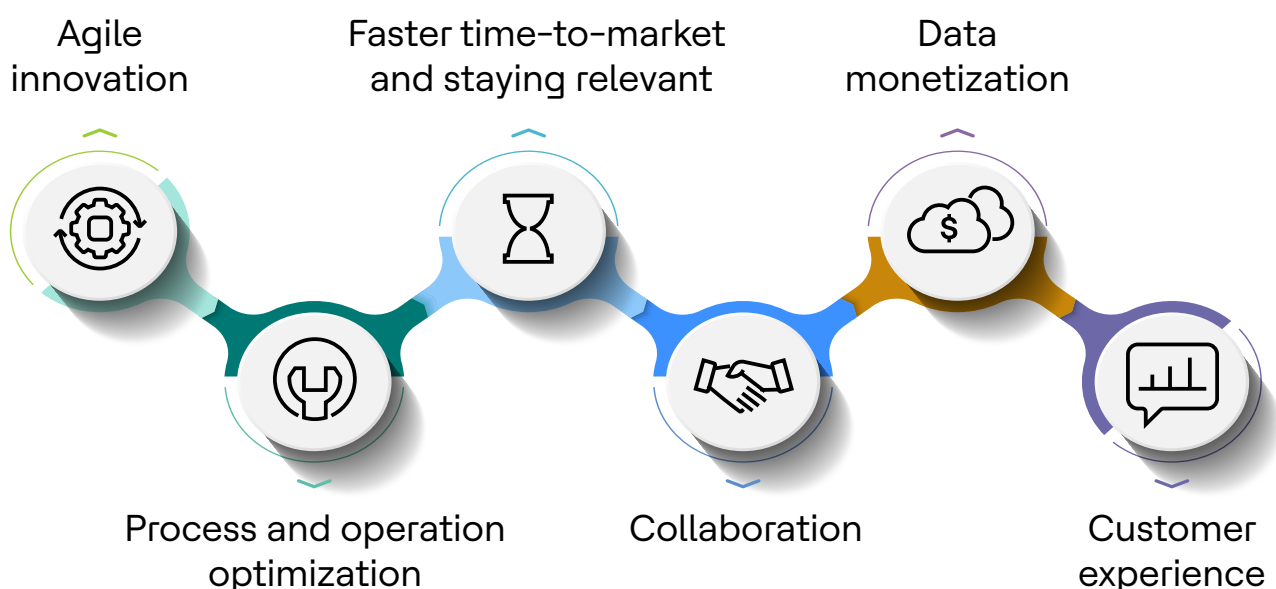 Agile
innovation
Faster time-to-market
and staying relevant
Data
monetization
$
Process and operation
optimization
Collaboration
Customer
experience